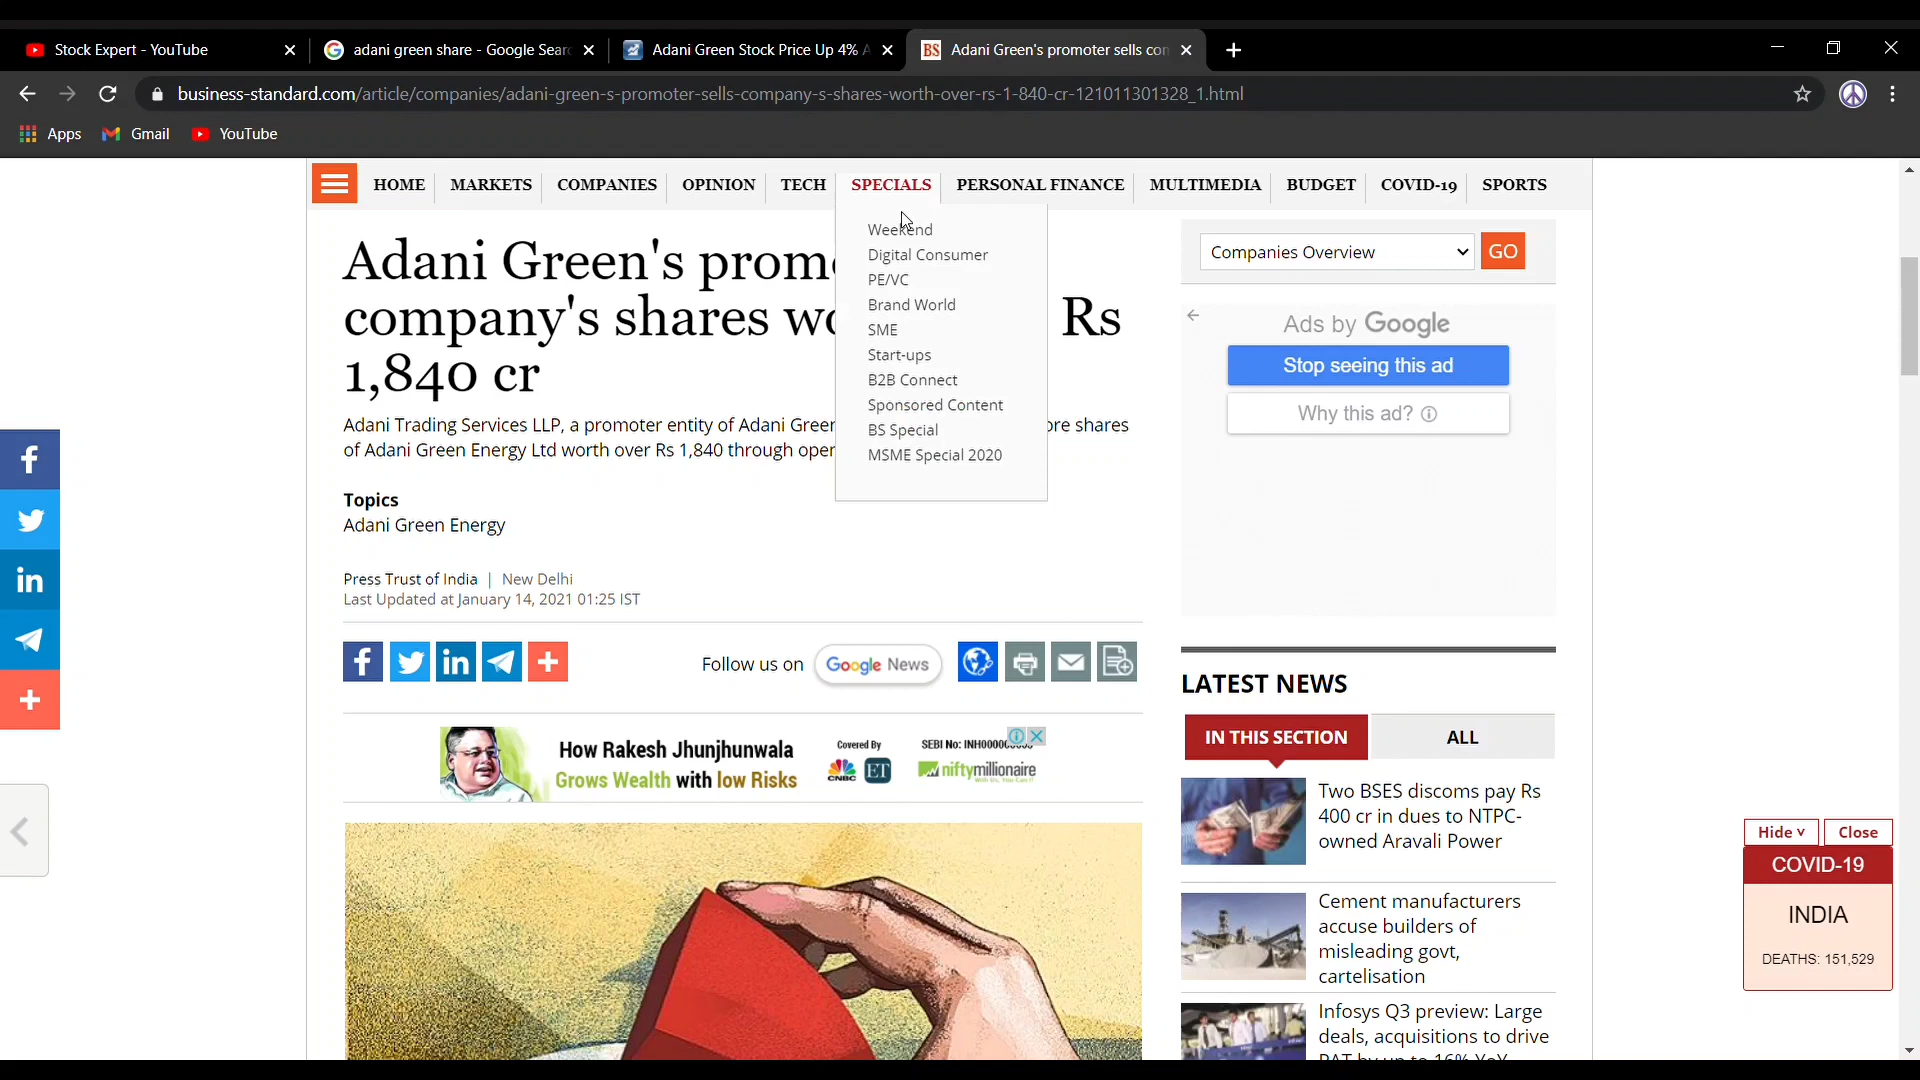 Stock Expert - YouTube
adani green share - Google Sear
Adani Green Stock Price Up 4% A
BS Adani Green's promoter sells com
business-standard.com/article/companies/adani-green-s-promoter-sells-company-s-shares-worth-over-rs-1-840-cr-121011301328_1.html
Apps
Gmail
YouTube
HOME
MARKETS
COMPANIES
OPINION
TECH
SPECIALS
PERSONAL FINANCE
MULTIMEDIA
BUDGET
COVID-19
SPORTS
Weekend
Digital Consumer
PE/VC
Brand World
SME
Start-ups
B2B Connect
Sponsored Content
BS Special
MSME Special 2020
Adani Green's
company's shares
Rs
1,840 cr
Adani Trading Services LLP, a promoter entity of Adani Green
shares
of Adani Green Energy Ltd worth over Rs 1,840 through
Topics
Adani Green Energy
Press Trust of India | New Delhi
Last Updated at January 14, 2021 01:25 IST
Follow us on
Google News
How Rakesh Jhunjhunwala
Grows Wealth with low Risks
Covered By
CNBC
ET
SEBI No:
niftymillionaire
Companies Overview
GO
Ads by Google
Stop seeing this ad
Why this ad?
LATEST NEWS
IN THIS SECTION
ALL
Two BSES discoms pay Rs
400 cr in dues to NTPC-
owned Aravali Power
Cement manufacturers
accuse builders of
misleading govt,
cartelisation
Infosys Q3 preview: Large
deals, acquisitions to drive
Hide v
Close
COVID-19
INDIA
DEATHS: 151,529